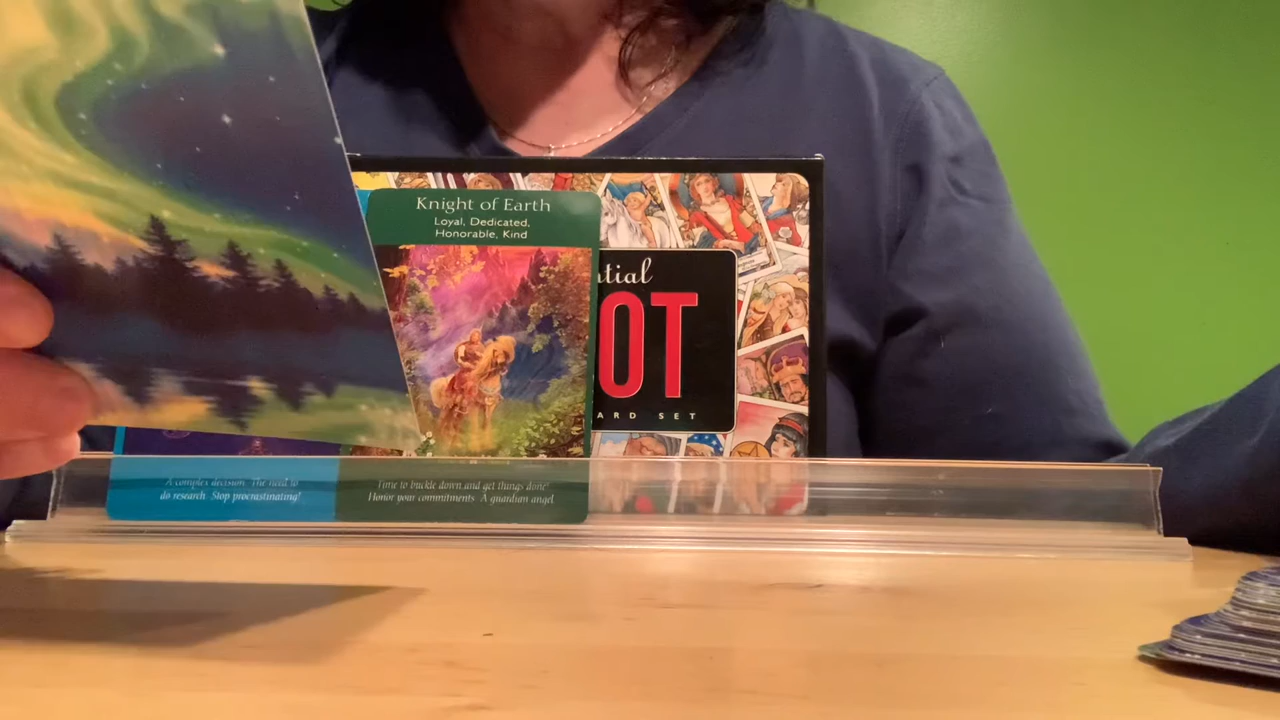 Knight of Earth
Loyal, Dedicated,
Honorable, Kind
ntial
OT
ARD SET
A complex decision. The need to
do research. Stop procrastinating!
Time to buckle down and get things done.
Honor your commitments. A guardian angel.